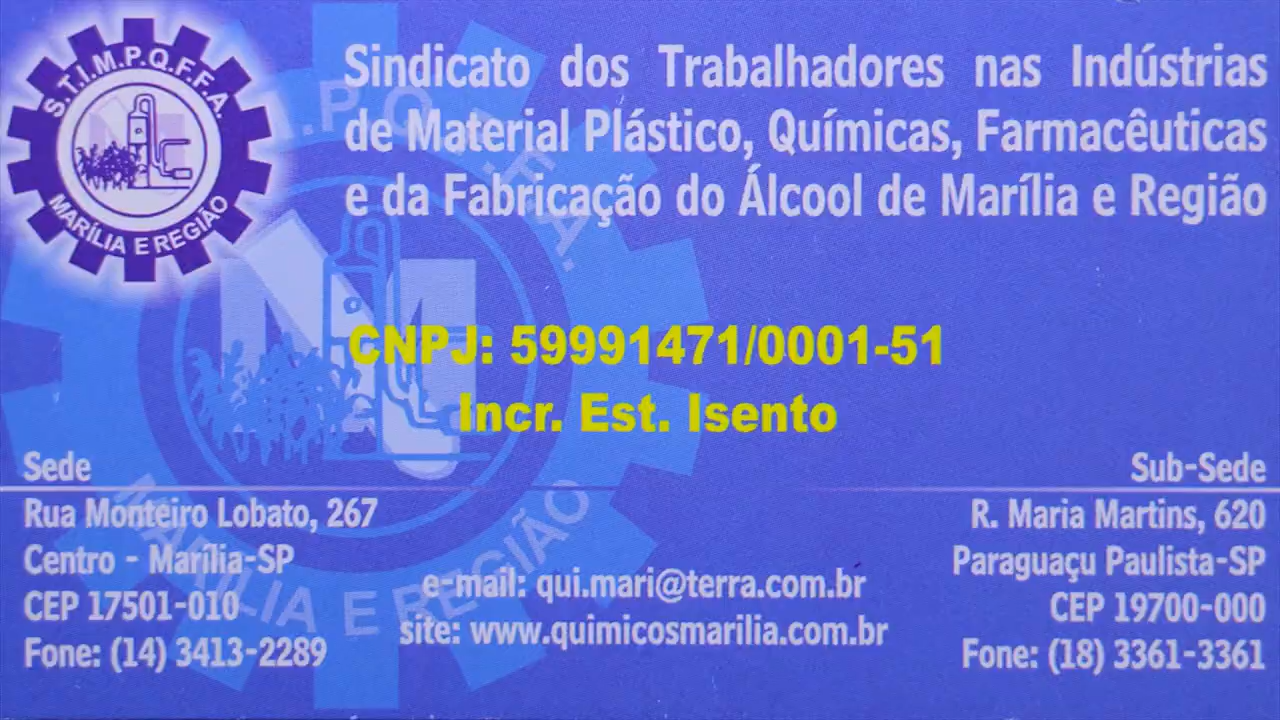 S.T.I.M.P.Q.F.F.A.
MARÍLIA E REGIÃO
Sindicato dos Trabalhadores nas Indústrias
de Material Plástico, Químicas, Farmacêuticas
e da Fabricação do Álcool de Marília e Região
CNPJ: 59991471/0001-51
Incr. Est. Isento
Sede
Rua Monteiro Lobato, 267
Centro - Marília-SP
CEP 17501-010
Fone: (14) 3413-2289
e-mail: qui.mari@terra.com.br
site: www.quimicosmarilia.com.br
Sub-Sede
R. Maria Martins, 620
Paraguaçu Paulista-SP
CEP 19700-000
Fone: (18) 3361-3361